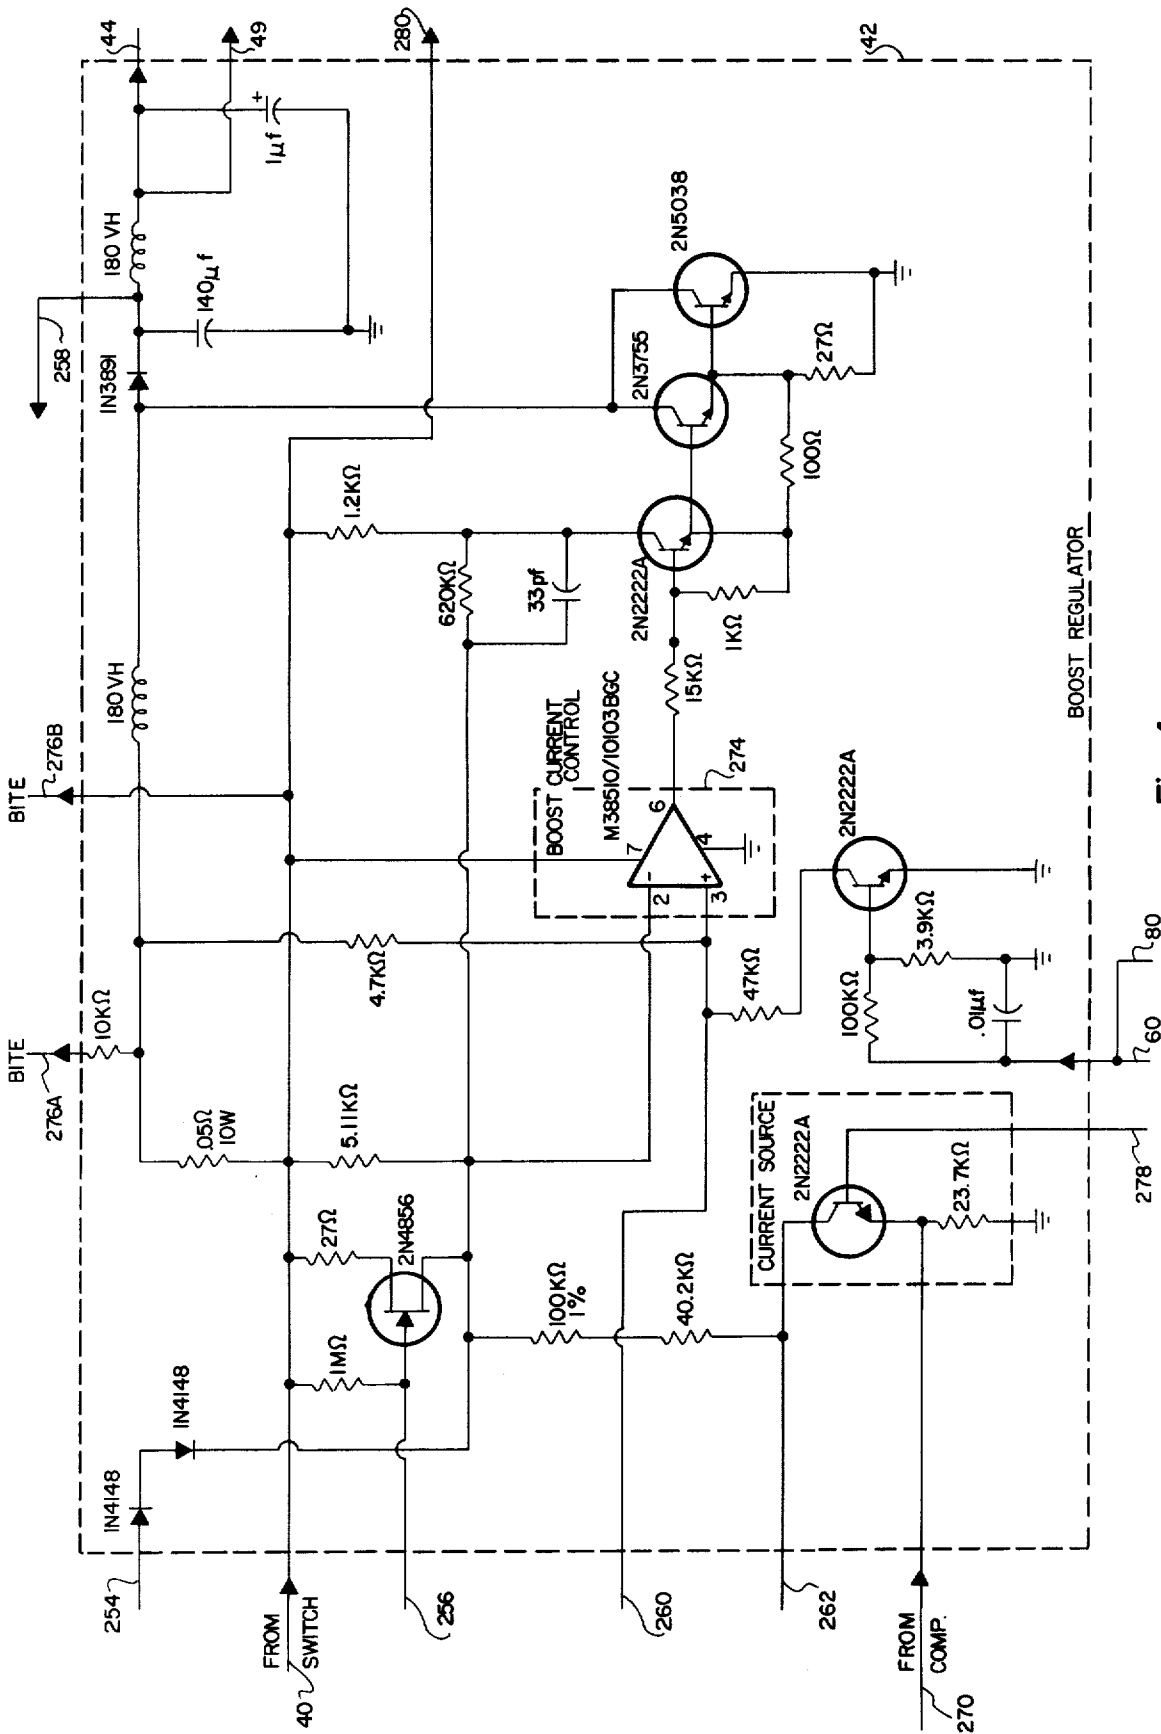 BITE
276A
BITE
276B
258
44
49
280
10KΩ
180 VH
IN3891
180 VH
140µf
+
1µf
42
.05Ω
10W
4.7KΩ
1.2KΩ
5.11KΩ
620KΩ
33pf
IN4148
IN4148
254
FROM
SWITCH
40
1MΩ
27Ω
2N4856
256
100KΩ
1%
40.2KΩ
260
262
BOOST CURRENT
CONTROL
M38510/10103BGC
274
2
-
3
+
7
4
6
15KΩ
1KΩ
2N2222A
2N3755
2N5038
100Ω
27Ω
47KΩ
2N2222A
100KΩ
3.9KΩ
.01µf
CURRENT SOURCE
2N2222A
23.7KΩ
FROM
COMP.
270
278
60
80
BOOST REGULATOR